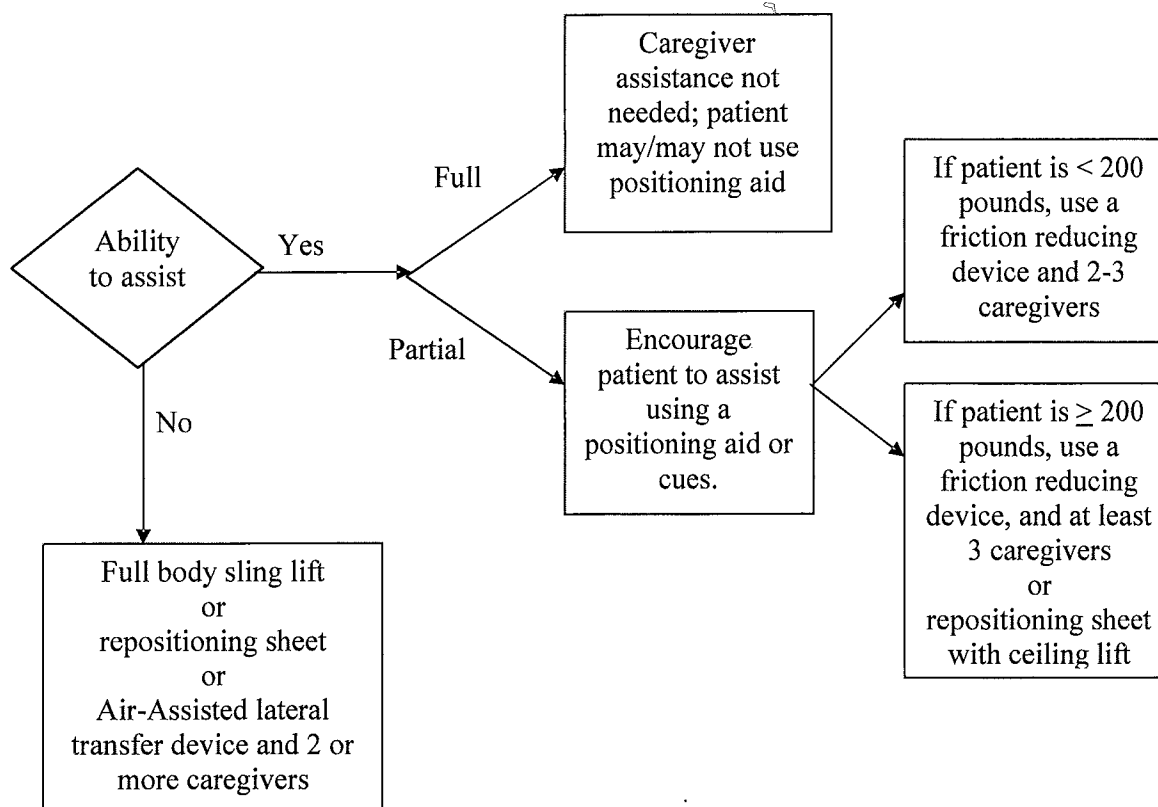 Ability
to assist
Yes
No
Full
Partial
Caregiver
assistance not
needed; patient
may/may not use
positioning aid
Encourage
patient to assist
using a
positioning aid or
cues.
If patient is < 200
pounds, use a
friction reducing
device and 2-3
caregivers
If patient is ≥ 200
pounds, use a
friction reducing
device, and at least
3 caregivers
or
repositioning sheet
with ceiling lift
Full body sling lift
or
repositioning sheet
or
Air-Assisted lateral
transfer device and 2 or
more caregivers